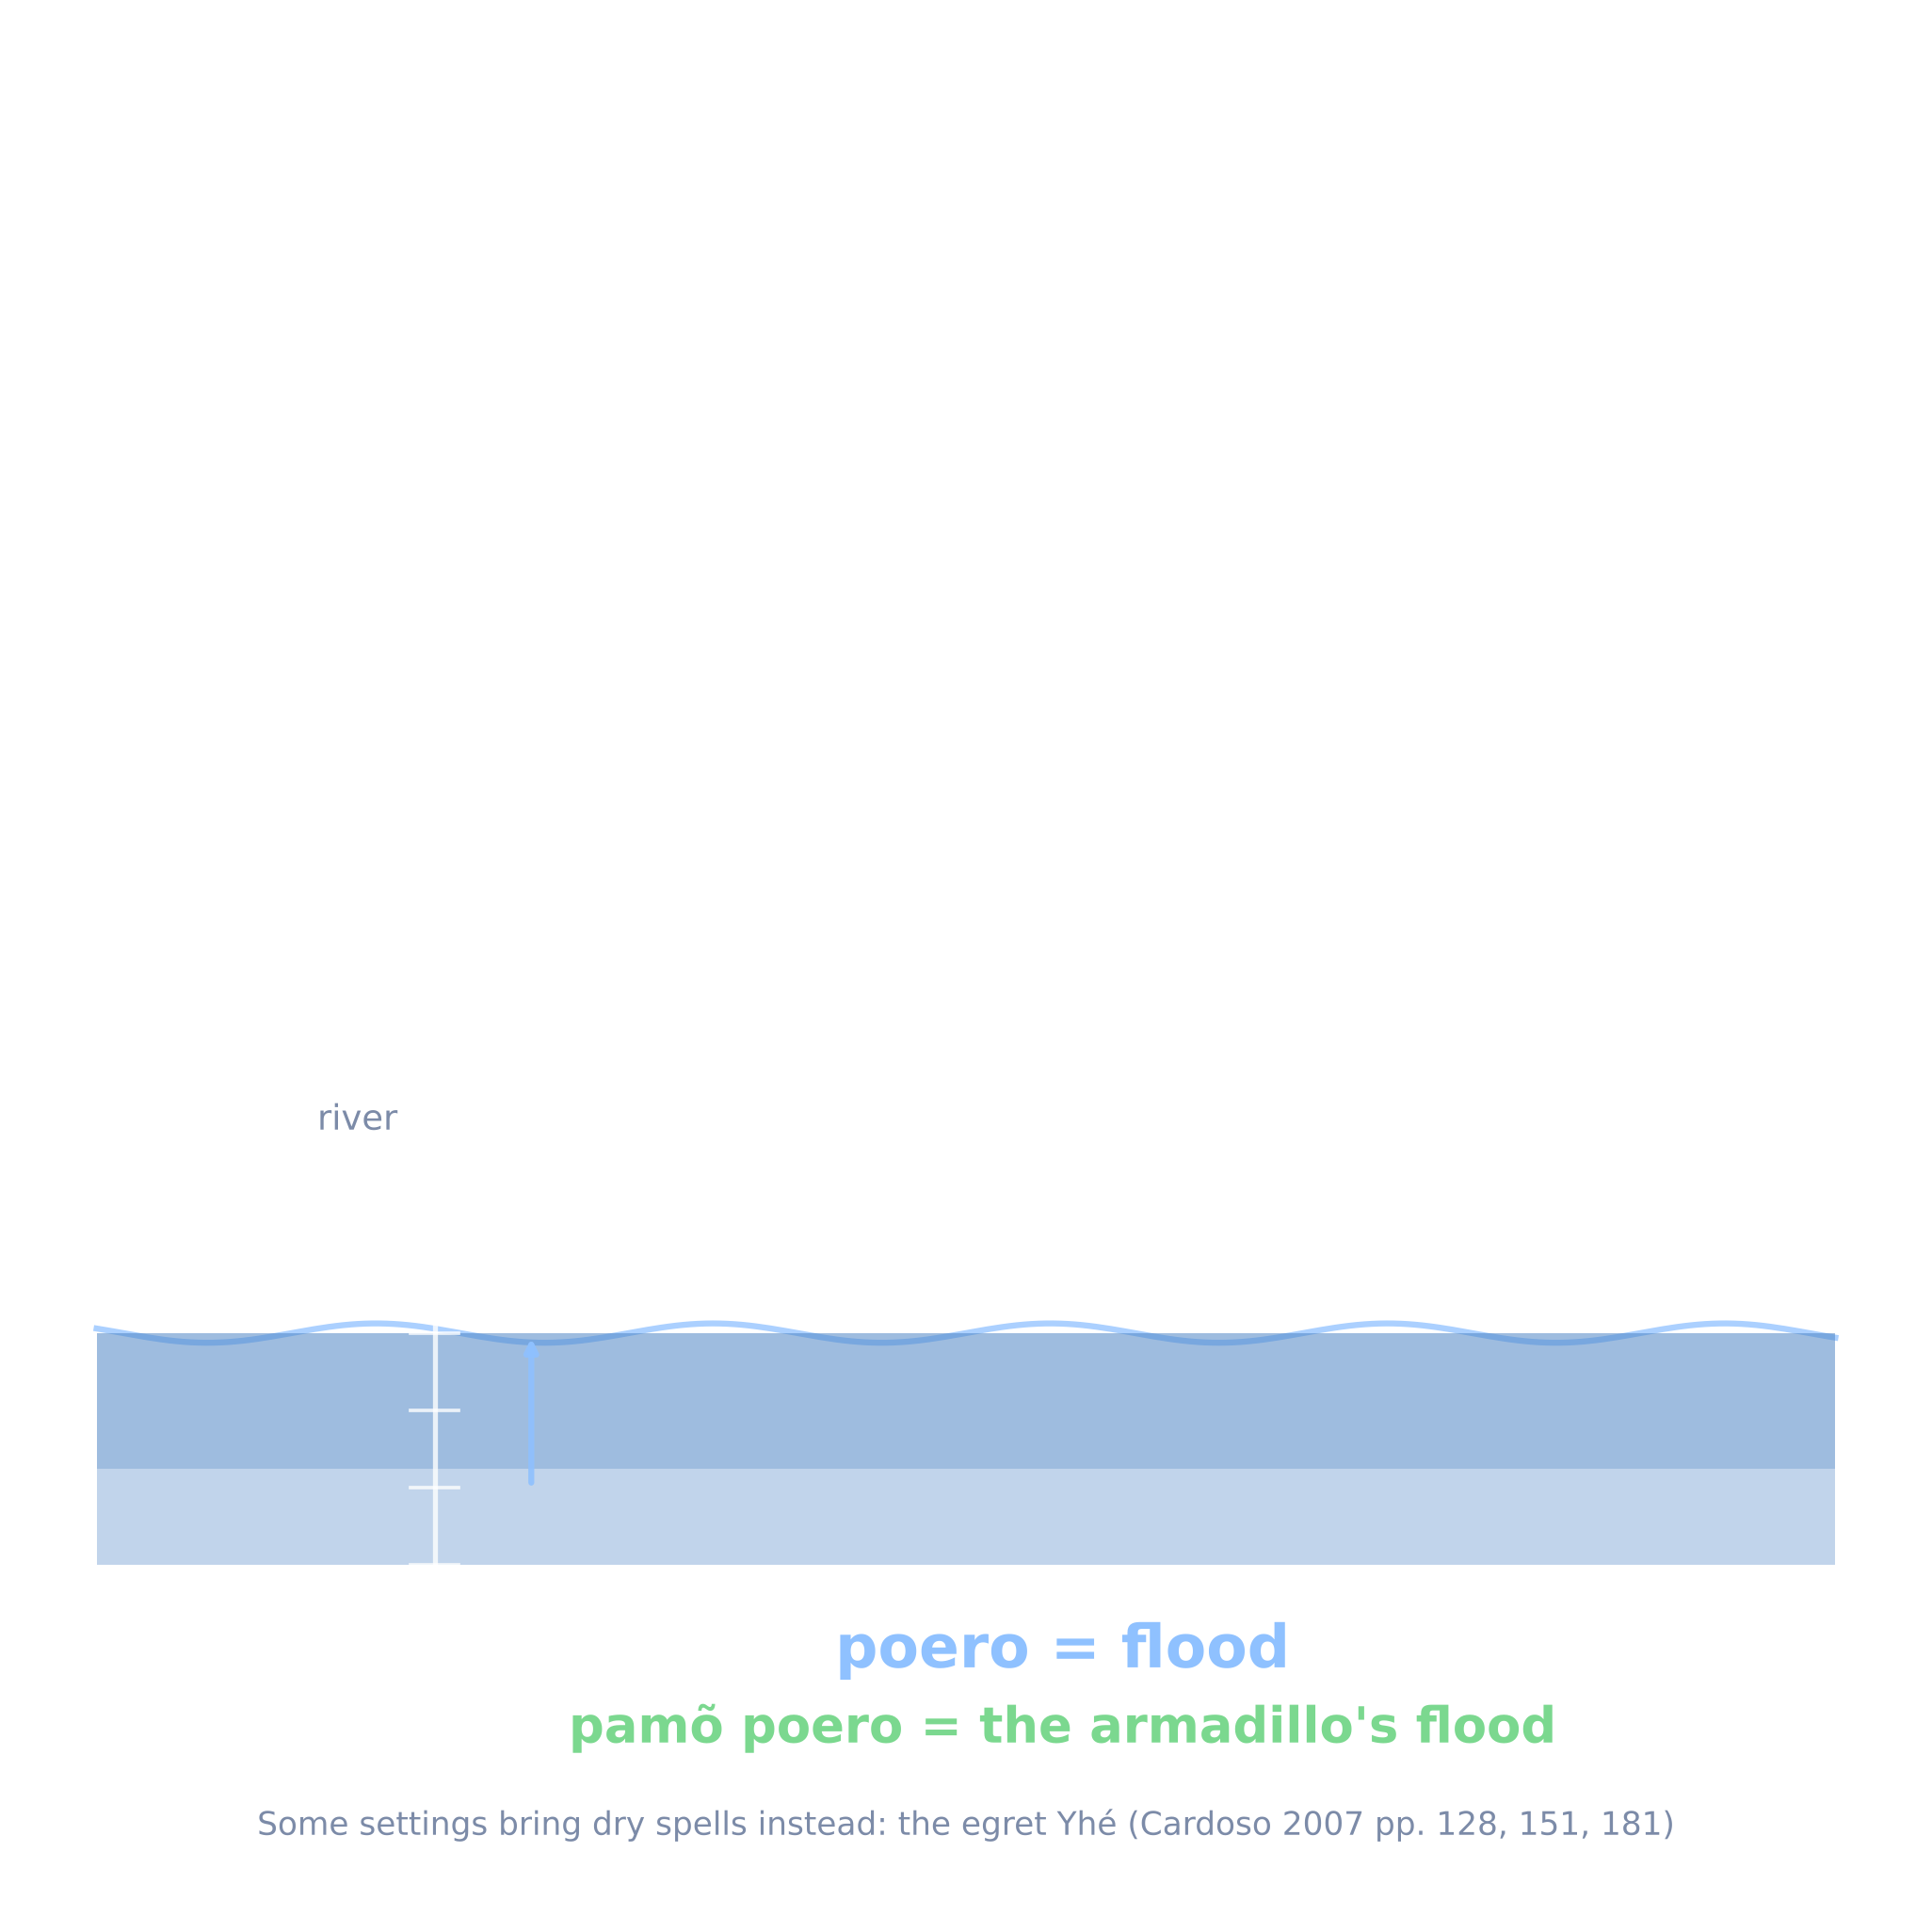 river
poero = flood
pamõ poero = the armadillo's flood
Some settings bring dry spells instead: the egret Yhé (Cardoso 2007 pp. 128, 151, 181)